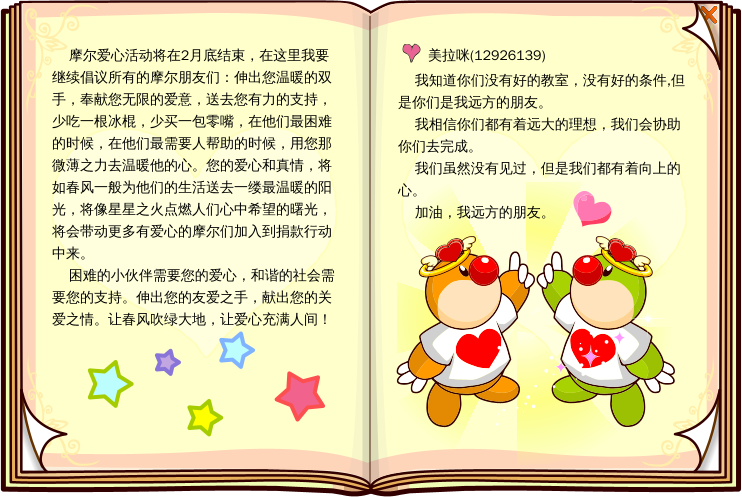 摩尔爱心活动将在2月底结束，在这里我要
继续倡议所有的摩尔朋友们：伸出您温暖的双
手，奉献您无限的爱意，送去您有力的支持，
少吃一根冰棍，少买一包零嘴，在他们最困难
的时候，在他们最需要人帮助的时候，用您那
微薄之力去温暖他的心。您的爱心和真情，将
如春风一般为他们的生活送去一缕最温暖的阳
光，将像星星之火点燃人们心中希望的曙光，
将会带动更多有爱心的摩尔们加入到捐款行动
中来。
困难的小伙伴需要您的爱心，和谐的社会需
要您的支持。伸出您的友爱之手，献出您的关
爱之情。让春风吹绿大地，让爱心充满人间！
美拉咪(12926139)
我知道你们没有好的教室，没有好的条件,但
是你们是我远方的朋友。
我相信你们都有着远大的理想，我们会协助
你们去完成。
我们虽然没有见过，但是我们都有着向上的
心。
加油，我远方的朋友。